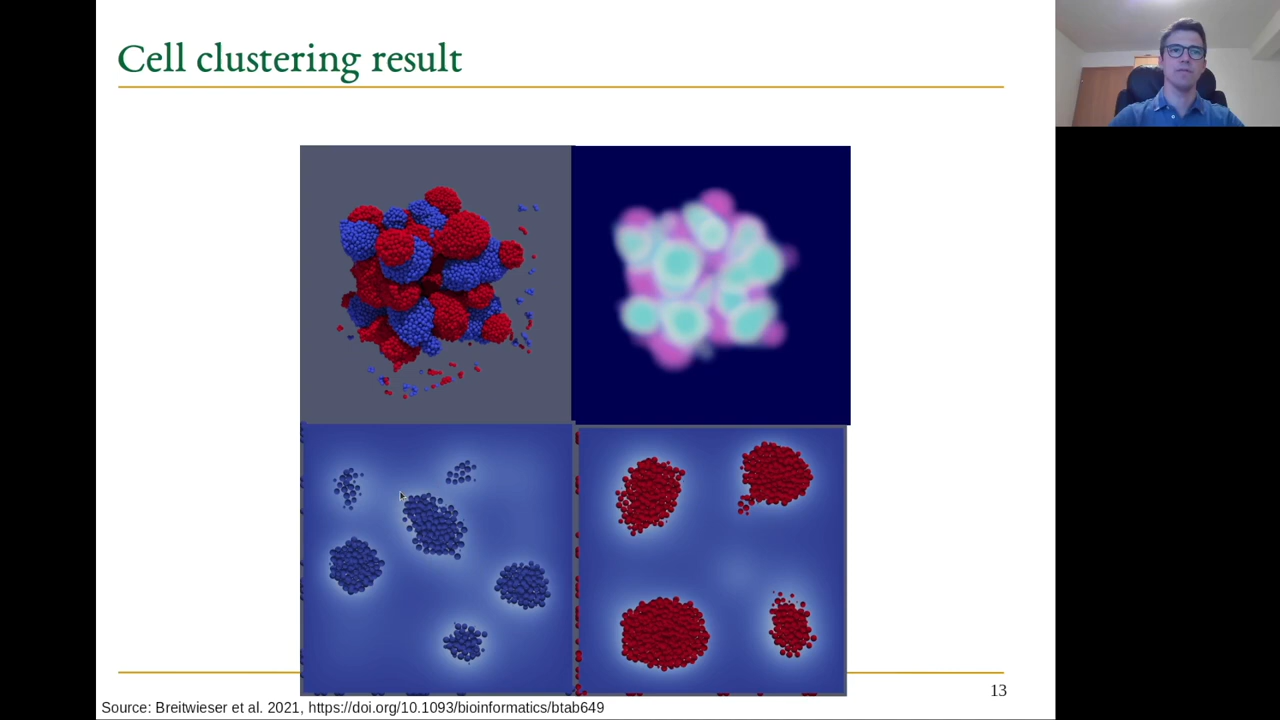 Cell clustering result
13
Source: Breitwieser et al. 2021, https://doi.org/10.1093/bioinformatics/btab649